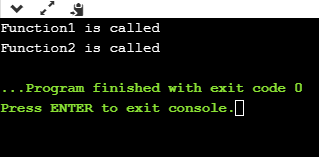 Function1 is called
Function2 is called
...Program finished with exit code 0
Press ENTER to exit console.